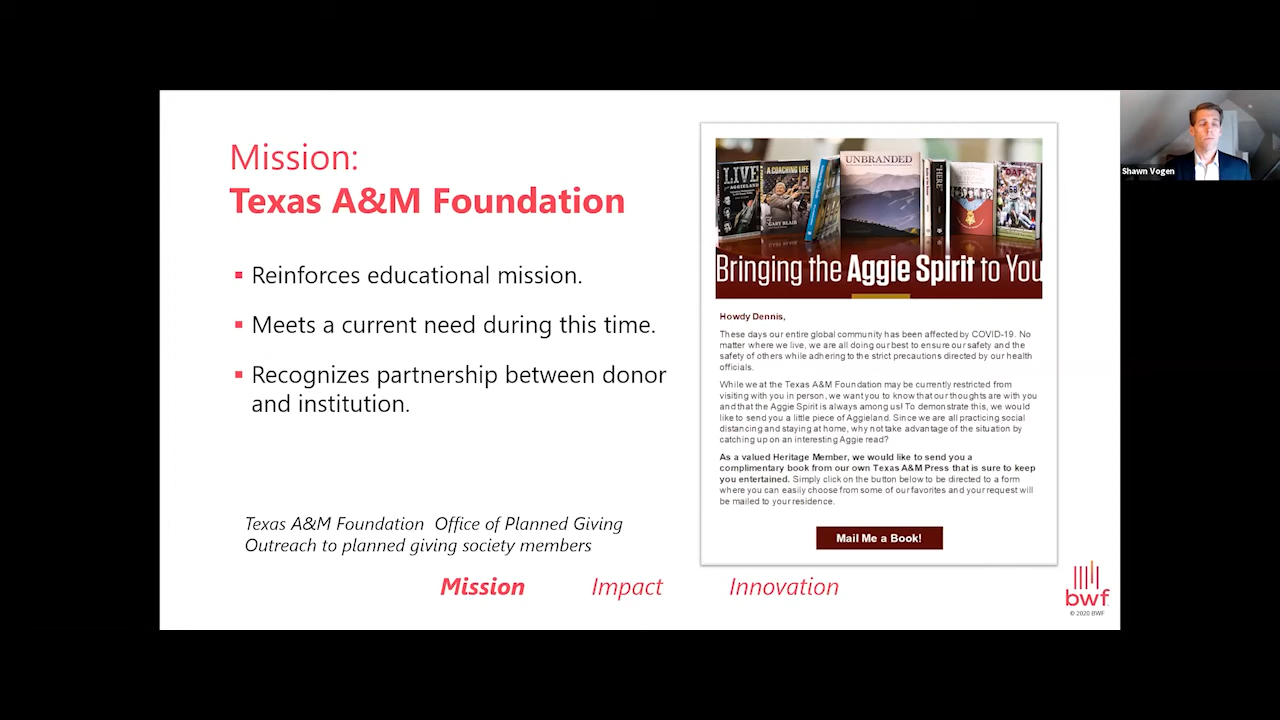 Mission:
Texas A&M Foundation
Reinforces educational mission.
Meets a current need during this time.
Recognizes partnership between donor
and institution.
Texas A&M Foundation Office of Planned Giving
Outreach to planned giving society members
LIVE
A COACHING LIFE
GARY BLAIR
UNBRANDED
HERE
Bringing the Aggie Spirit to You
Howdy Dennis,
These days our entire global community has been affected by COVID-19. No
matter where we live, we are all doing our best to ensure our safety and the
safety of others while adhering to the strict precautions directed by our health
officials.
While we at the Texas A&M Foundation may be currently restricted from
visiting with you in person, we want you to know that our thoughts are with you
and that the Aggie Spirit is always among us! To demonstrate this, we would
like to send you a little piece of Aggieland. Since we are all practicing social
distancing and staying at home, why not take advantage of the situation by
catching up on an interesting Aggie read?
As a valued Heritage Member, we would like to send you a
complimentary book from our own Texas A&M Press that is sure to keep
you entertained. Simply click on the button below to be directed to a form
where you can easily choose from some of our favorites and your request will
be mailed to your residence.
Mail Me a Book!
Mission Impact Innovation
bwf
© 2020 BWF
Shawn Vogen